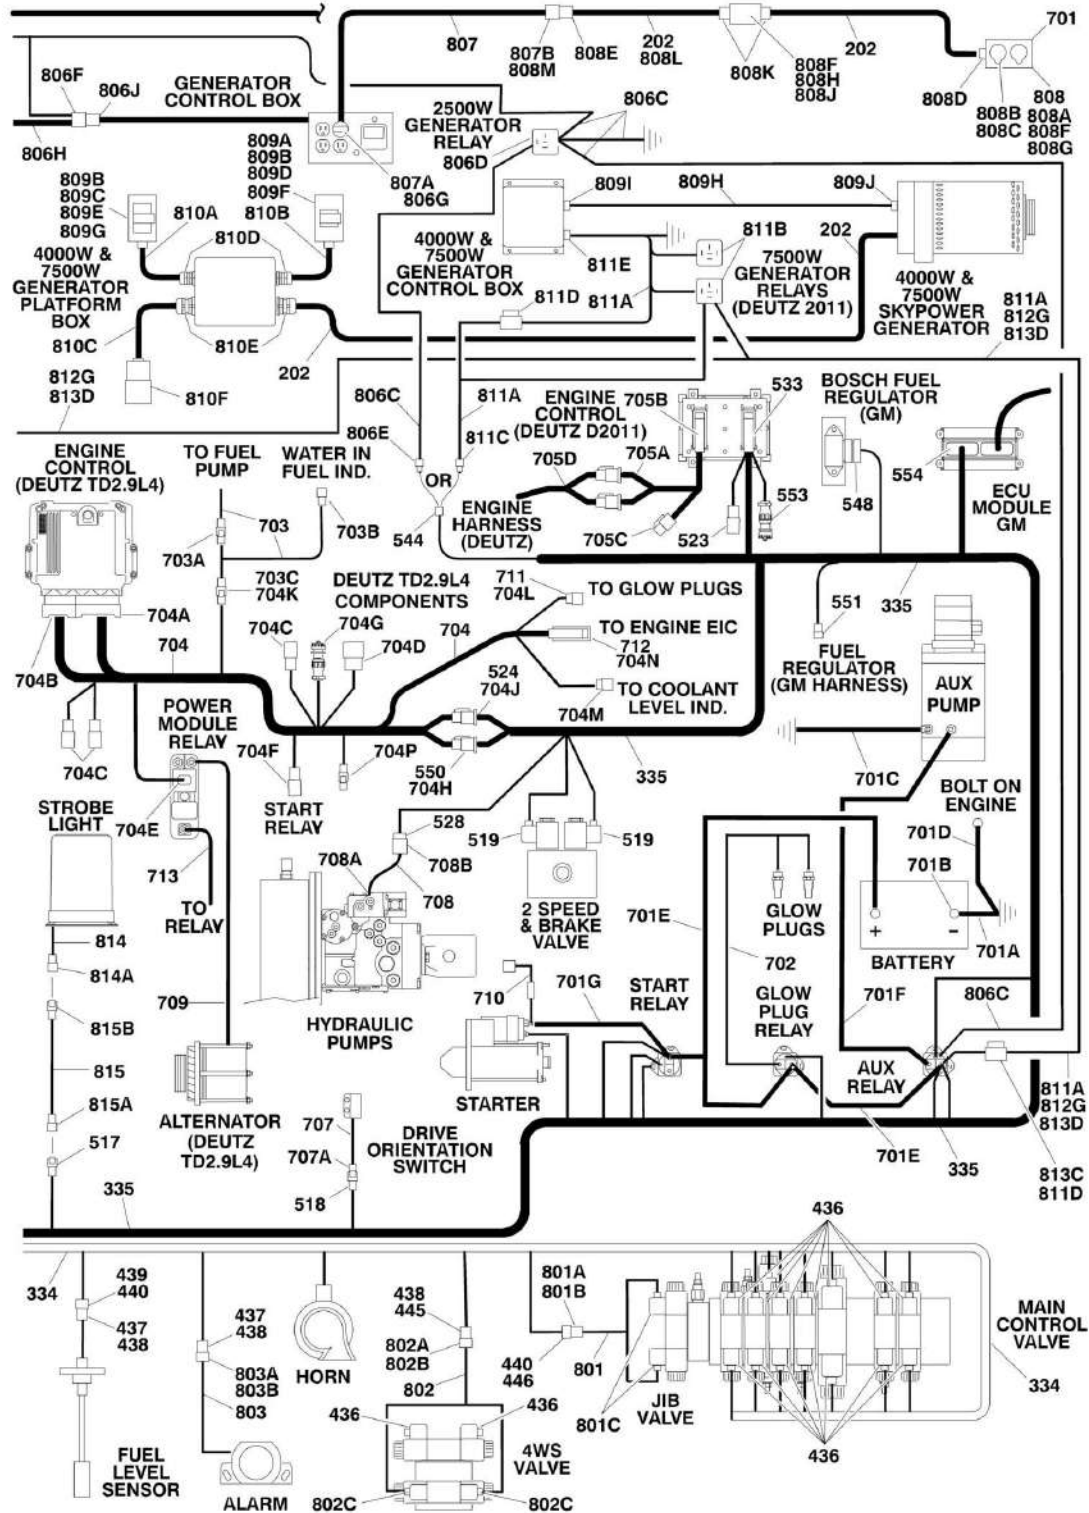 807
807B
808M
808E
202
808L
808K
808F
808H
808J
202
701
808D
808B
808C
808
808A
808F
808G
806F
806J
GENERATOR
CONTROL BOX
806H
2500W
GENERATOR
RELAY
806D
806C
809A
809B
809D
809F
807A
806G
809B
809C
809E
809G
810A
810B
810D
4000W &
7500W
GENERATOR
PLATFORM
BOX
810C
810E
202
810F
812G
813D
809I
809H
809J
4000W &
7500W
GENERATOR
CONTROL BOX
811E
811D
811A
811B
7500W
GENERATOR
RELAYS
(DEUTZ 2011)
202
4000W &
7500W
SKYPOWER
GENERATOR
811A
812G
813D
806C
811A
806E
811C
OR
544
ENGINE
CONTROL
(DEUTZ D2011)
705B
533
705D
705A
ENGINE
HARNESS
(DEUTZ)
705C
523
553
BOSCH FUEL
REGULATOR
(GM)
548
554
ECU
MODULE
GM
ENGINE
CONTROL
(DEUTZ TD2.9L4)
TO FUEL
PUMP
WATER IN
FUEL IND.
703
703A
703B
703C
704K
704A
704
704B
DEUTZ TD2.9L4
COMPONENTS
704C
704G
704D
704
711
704L
TO GLOW PLUGS
TO ENGINE EIC
712
704N
524
704J
TO COOLANT
LEVEL IND.
704M
551
335
FUEL
REGULATOR
(GM HARNESS)
AUX
PUMP
701C
704C
POWER
MODULE
RELAY
704E
713
TO
RELAY
704F
START
RELAY
704P
550
704H
335
STROBE
LIGHT
814
814A
815B
815
815A
517
709
ALTERNATOR
(DEUTZ
TD2.9L4)
528
708A
708B
708
HYDRAULIC
PUMPS
519
519
2 SPEED
& BRAKE
VALVE
BOLT ON
ENGINE
701D
701B
+
−
BATTERY
701A
701E
702
GLOW
PLUGS
710
701G
START
RELAY
GLOW
PLUG
RELAY
701F
806C
STARTER
AUX
RELAY
811A
812G
813D
701E
335
813C
811D
707
707A
518
DRIVE
ORIENTATION
SWITCH
335
334
439
440
437
438
FUEL
LEVEL
SENSOR
437
438
803A
803B
803
ALARM
HORN
438
445
802A
802B
802
436
436
4WS
VALVE
802C
802C
801A
801B
440
446
801
801C
JIB
VALVE
436
436
MAIN
CONTROL
VALVE
334